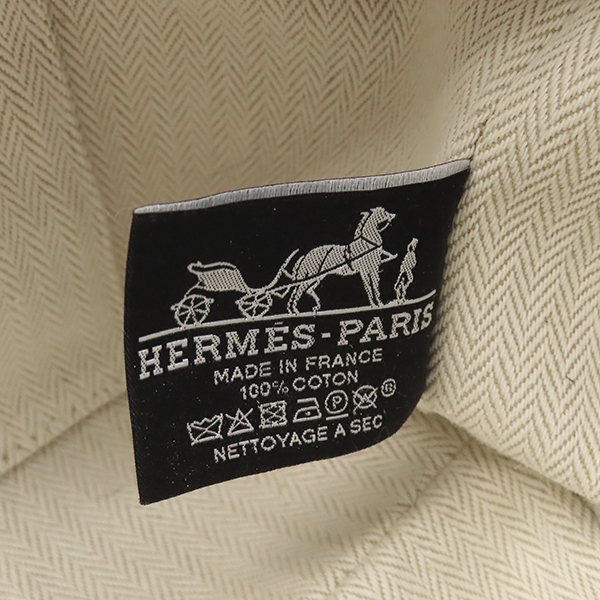 HERMÈS-PARIS
MADE IN FRANCE
100% COTON
P ®
NETTOYAGE A SEC